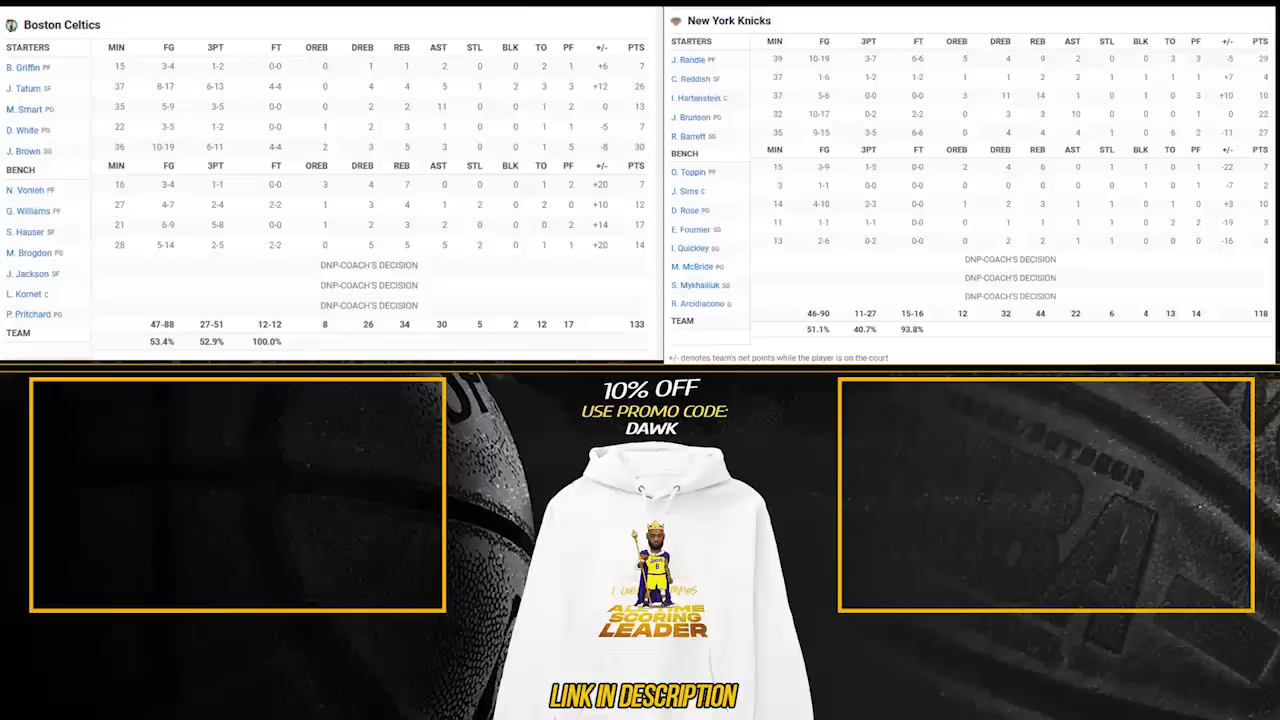 Boston Celtics
STARTERS MIN FG 3PT FT OREB DREB REB AST STL BLK TO PF +/- PTS
B. Griffin PF 15 3-4 1-2 0-0 0 1 1 2 0 0 2 1 +6 7
J. Tatum SF 37 8-17 6-13 4-4 0 4 4 5 1 2 3 3 +12 26
M. Smart PG 35 5-9 3-5 0-0 0 2 2 11 0 0 1 2 0 13
D. White PG 22 3-5 1-2 0-0 1 2 3 1 0 0 1 1 -5 7
J. Brown SG 36 10-19 6-11 4-4 2 3 5 3 1 0 1 5 -8 30
BENCH MIN FG 3PT FT OREB DREB REB AST STL BLK TO PF +/- PTS
N. Vonleh PF 16 3-4 1-1 0-0 3 4 7 0 0 0 1 2 +20 7
G. Williams PF 27 4-7 2-4 2-2 1 3 4 1 1 0 2 0 +10 12
S. Hauser SF 21 6-9 5-8 0-0 1 2 3 2 0 0 0 2 +14 17
M. Brogdon PG 28 5-14 2-5 2-2 0 5 5 5 2 0 1 1 +20 14
J. Jackson SF DNP-COACH'S DECISION
L. Kornet C DNP-COACH'S DECISION
P. Pritchard PG DNP-COACH'S DECISION
TEAM 47-88 27-51 12-12 8 26 34 30 5 2 12 17 133
53.4% 52.9% 100.0%
New York Knicks
STARTERS MIN FG 3PT FT OREB DREB REB AST STL BLK TO PF +/- PTS
J. Randle PF 39 10-19 3-7 6-6 5 4 9 2 0 0 3 3 -5 29
C. Reddish SF 37 1-6 1-2 1-2 1 1 2 2 1 1 1 4 +7 4
I. Hartenstein C 37 5-6 0-0 0-0 3 11 14 1 1 1 0 3 +10 10
J. Brunson PG 32 10-17 0-2 2-2 0 3 3 10 0 0 1 0 0 22
R. Barrett SG 35 9-15 3-5 6-6 0 4 4 4 1 0 6 2 -11 27
BENCH MIN FG 3PT FT OREB DREB REB AST STL BLK TO PF +/- PTS
O. Toppin PF 15 3-9 1-5 0-0 2 4 6 0 1 1 0 1 -22 7
J. Sims C 3 1-1 0-0 0-0 0 0 0 0 0 1 0 1 -7 2
D. Rose PG 14 4-10 2-3 0-0 1 2 3 1 1 0 1 0 +3 10
E. Fournier SG 11 1-1 1-1 0-0 0 1 1 1 0 0 1 0 -19 3
I. Quickley SG 13 2-6 0-2 0-0 0 2 2 1 1 0 0 0 -16 4
M. McBride PG DNP-COACH'S DECISION
S. Mykhailiuk SG DNP-COACH'S DECISION
R. Arcidiacono G DNP-COACH'S DECISION
TEAM 46-90 11-27 15-16 12 32 44 22 6 4 13 14 118
51.1% 40.7% 93.8%
+/- denotes team's net points while the player is on the court
10% OFF
USE PROMO CODE:
DAWK
ALL TIME
SCORING
LEADER
LINK IN DESCRIPTION